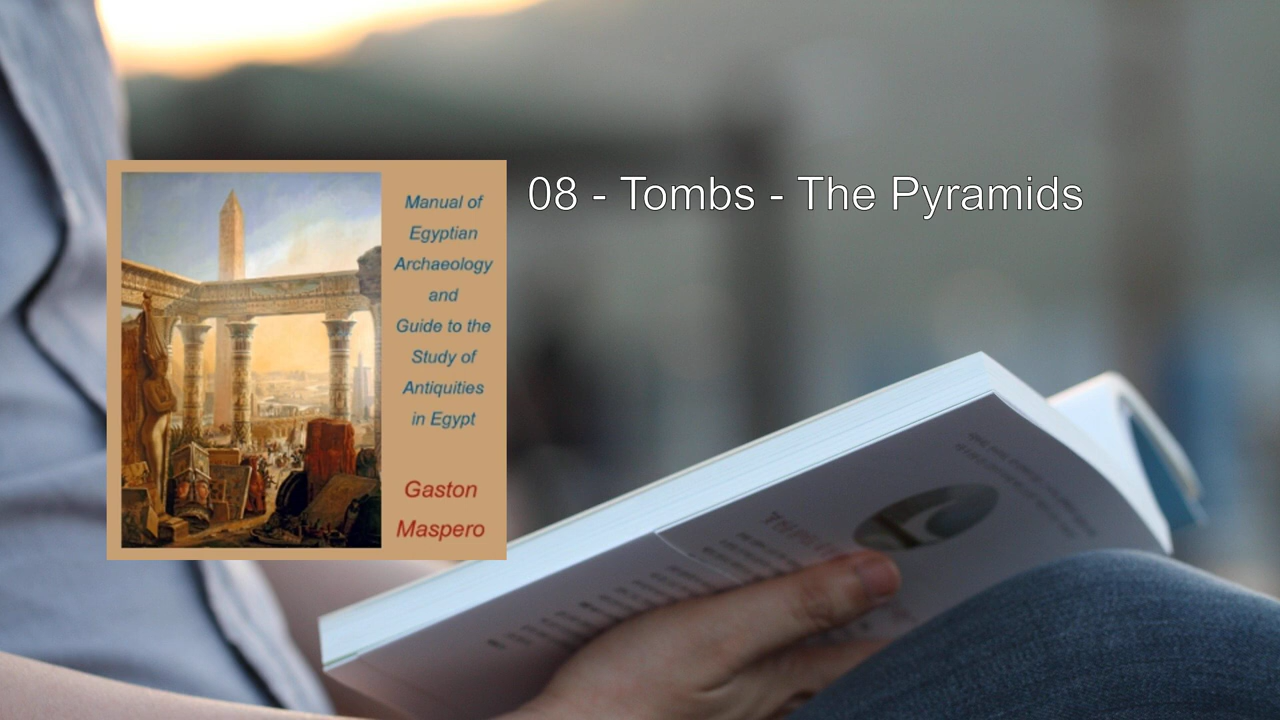 Manual of
Egyptian
Archaeology
and
Guide to the
Study of
Antiquities
in Egypt
Gaston
Maspero
08 - Tombs - The Pyramids